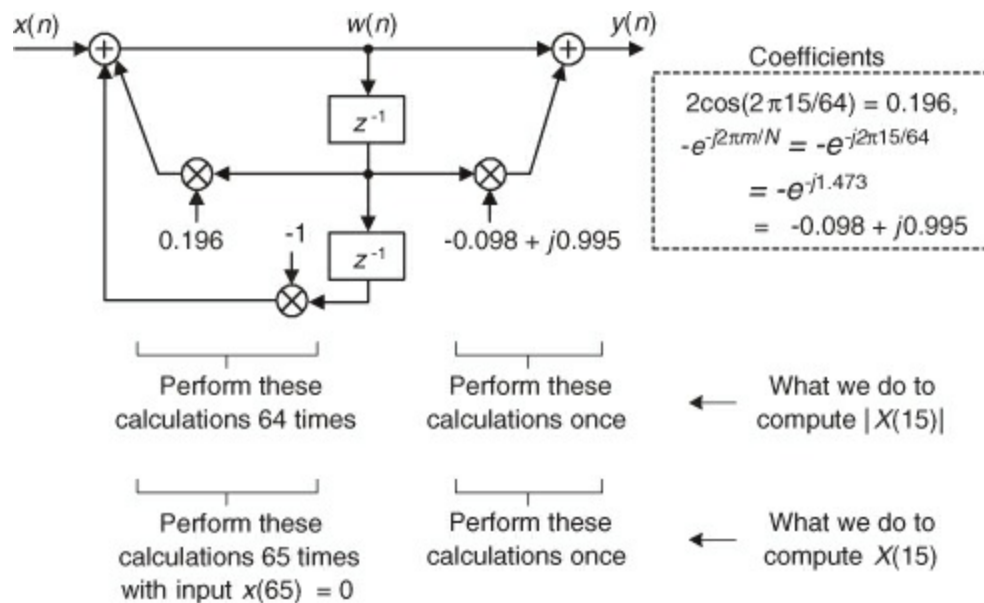 x(n)
w(n)
y(n)
+
+
z⁻¹
0.196
-1
z⁻¹
-0.098 + j0.995
Coefficients
2cos(2π15/64) = 0.196,
-e^-j2πm/N = -e^-j2π15/64
= -e^-j1.473
= -0.098 + j0.995
Perform these
calculations 64 times
Perform these
calculations once
What we do to
compute |X(15)|
Perform these
calculations 65 times
with input x(65) = 0
Perform these
calculations once
What we do to
compute X(15)